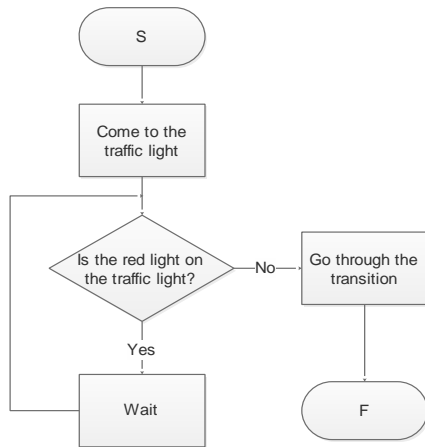 S
Come to the
traffic light
Is the red light on
the traffic light?
No
Go through the
transition
Yes
Wait
F